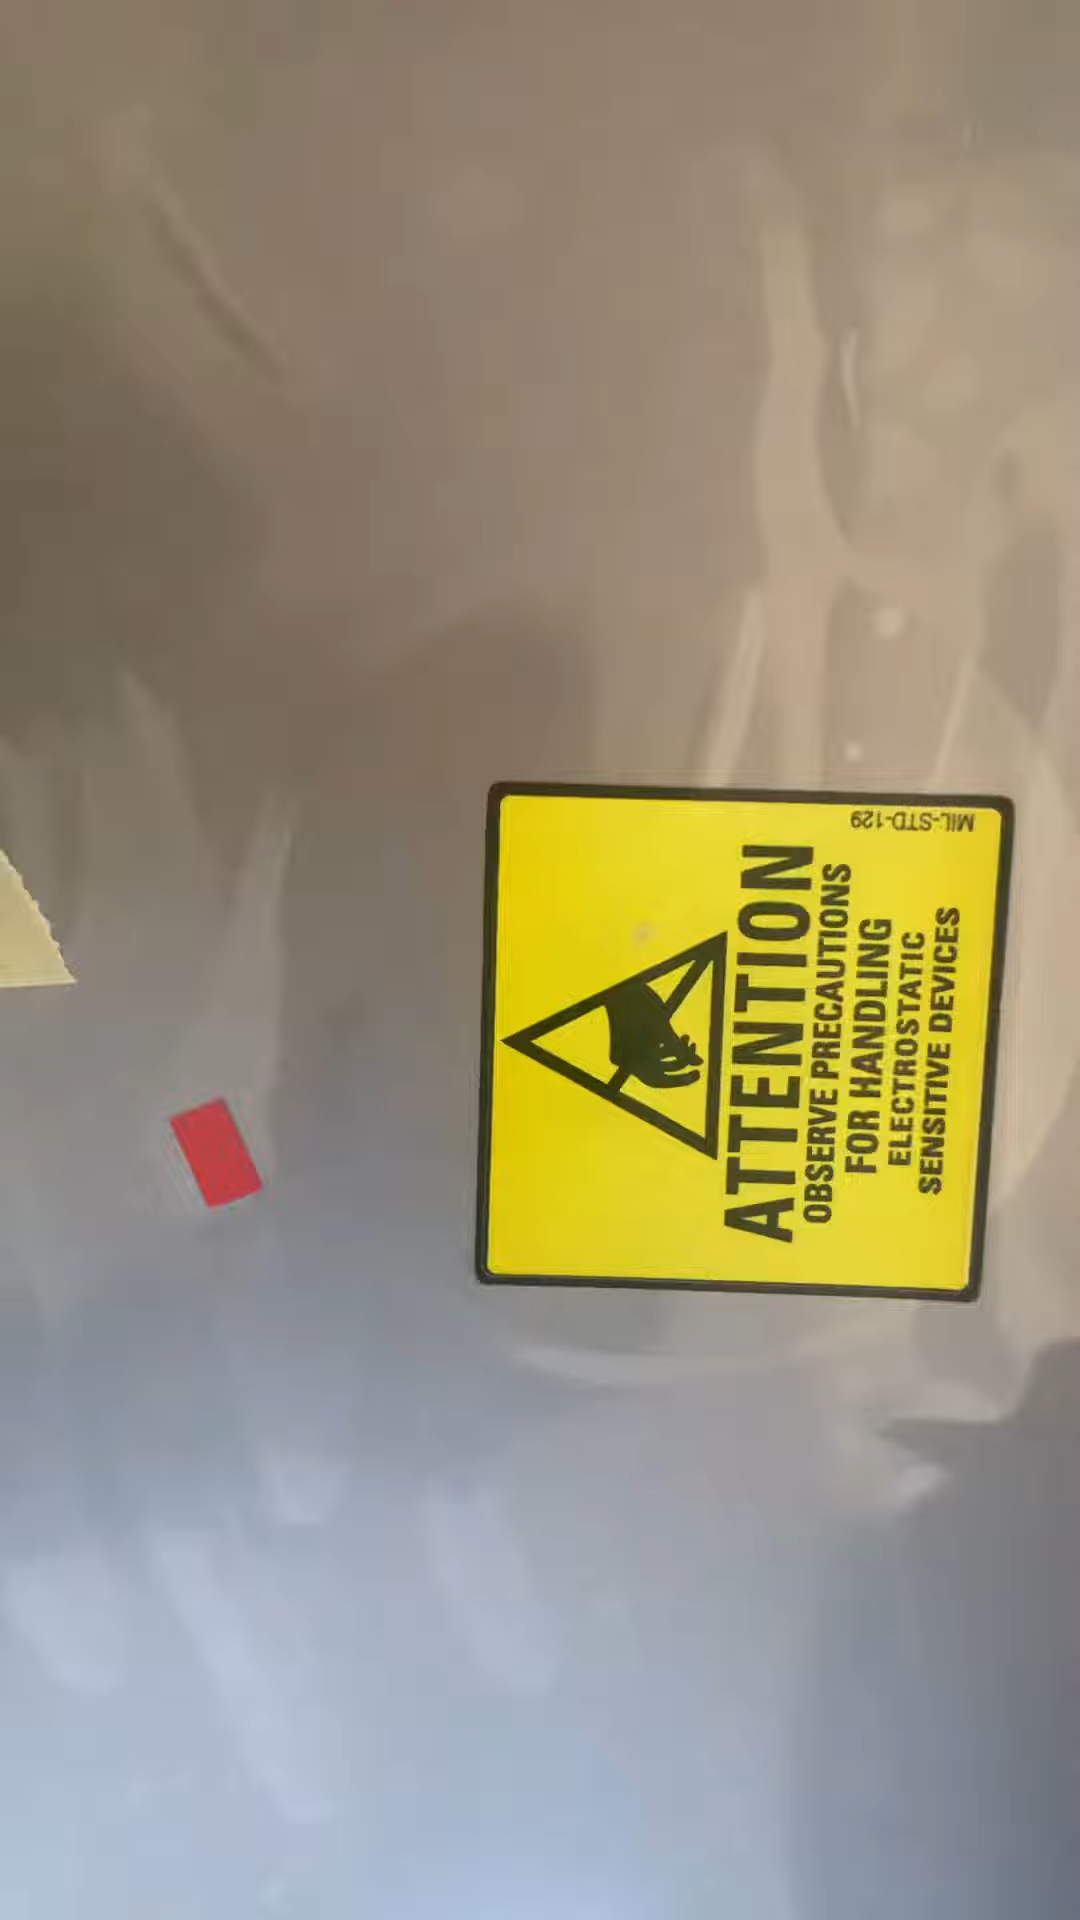 ATTENTION
OBSERVE PRECAUTIONS
FOR HANDLING
ELECTROSTATIC
SENSITIVE DEVICES
MIL-STD-129